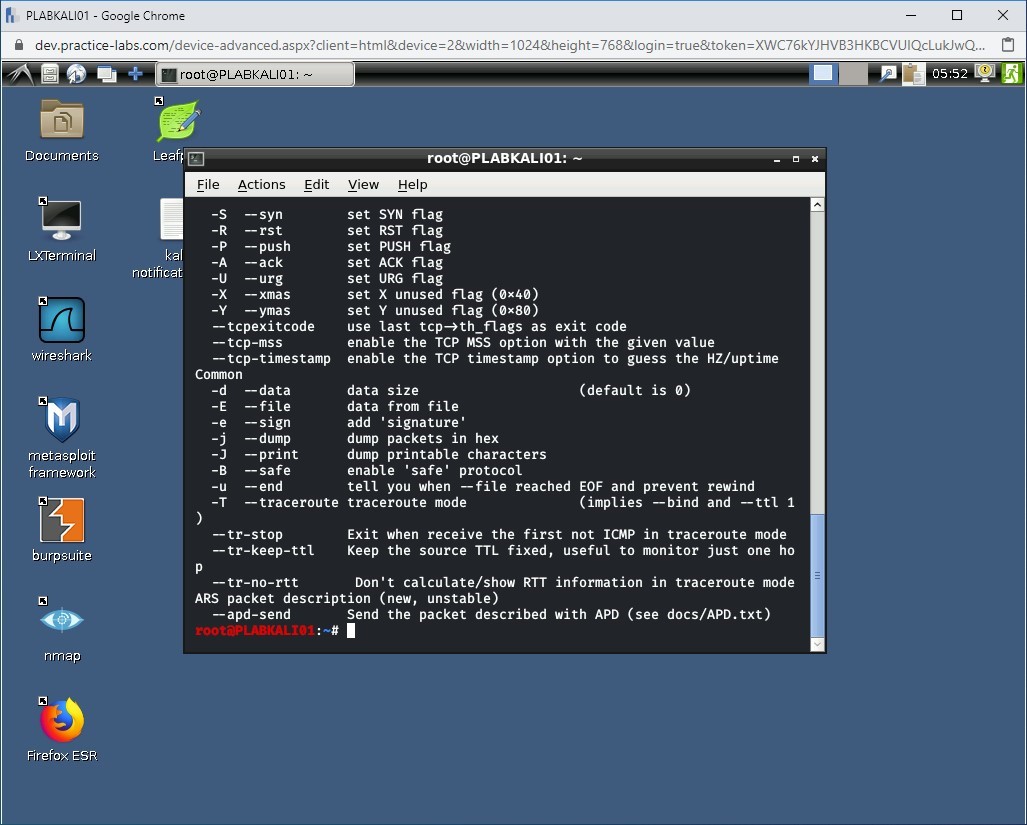 PLABKALI01 - Google Chrome
dev.practice-labs.com/device-advanced.aspx?client=html&device=2&width=1024&height=768&login=true&token=XWC76kYJHVB3HKBCVUIQcLukJwQ...
root@PLABKALI01: ~
05:52
Documents
Leafp
LXTerminal
kal
notificat
wireshark
metasploit
framework
burpsuite
nmap
Firefox ESR
root@PLABKALI01: ~
File Actions Edit View Help
-S --syn set SYN flag
-R --rst set RST flag
-P --push set PUSH flag
-A --ack set ACK flag
-U --urg set URG flag
-X --xmas set X unused flag (0×40)
-Y --ymas set Y unused flag (0×80)
--tcpexitcode use last tcp→th_flags as exit code
--tcp-mss enable the TCP MSS option with the given value
--tcp-timestamp enable the TCP timestamp option to guess the HZ/uptime
Common
-d --data data size (default is 0)
-E --file data from file
-e --sign add 'signature'
-j --dump dump packets in hex
-J --print dump printable characters
-B --safe enable 'safe' protocol
-u --end tell you when --file reached EOF and prevent rewind
-T --traceroute traceroute mode (implies --bind and --ttl 1
)
--tr-stop Exit when receive the first not ICMP in traceroute mode
--tr-keep-ttl Keep the source TTL fixed, useful to monitor just one ho
p
--tr-no-rtt Don't calculate/show RTT information in traceroute mode
ARS packet description (new, unstable)
--apd-send Send the packet described with APD (see docs/APD.txt)
root@PLABKALI01:~#